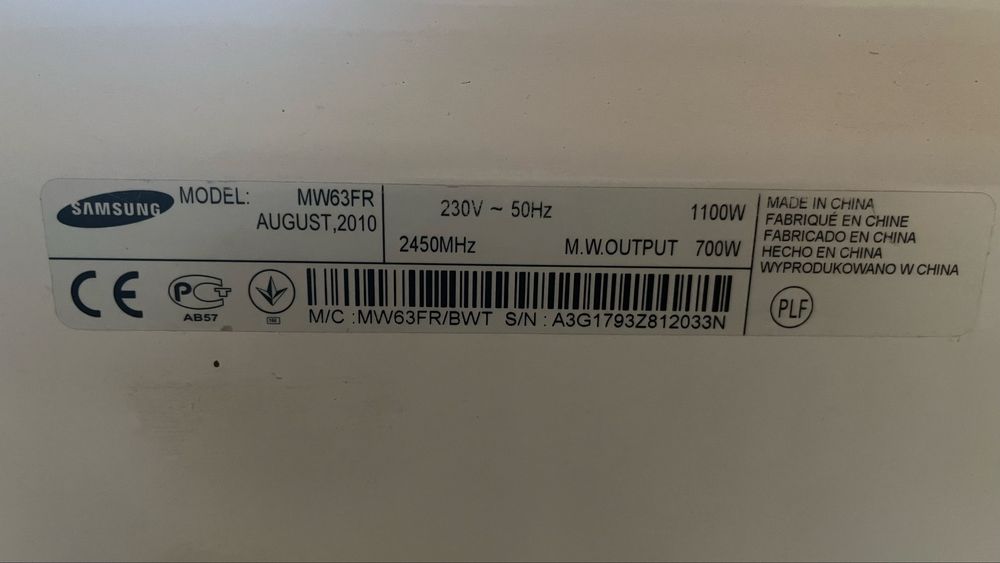 SAMSUNG
MODEL: MW63FR
AUGUST,2010
230V ~ 50Hz 1100W
2450MHz M.W.OUTPUT 700W
MADE IN CHINA
FABRIQUÉ EN CHINE
FABRICADO EN CHINA
HECHO EN CHINA
WYPRODUKOWANO W CHINA
CE
PCT
AB57
M/C :MW63FR/BWT S/N : A3G1793Z812033N
PLF